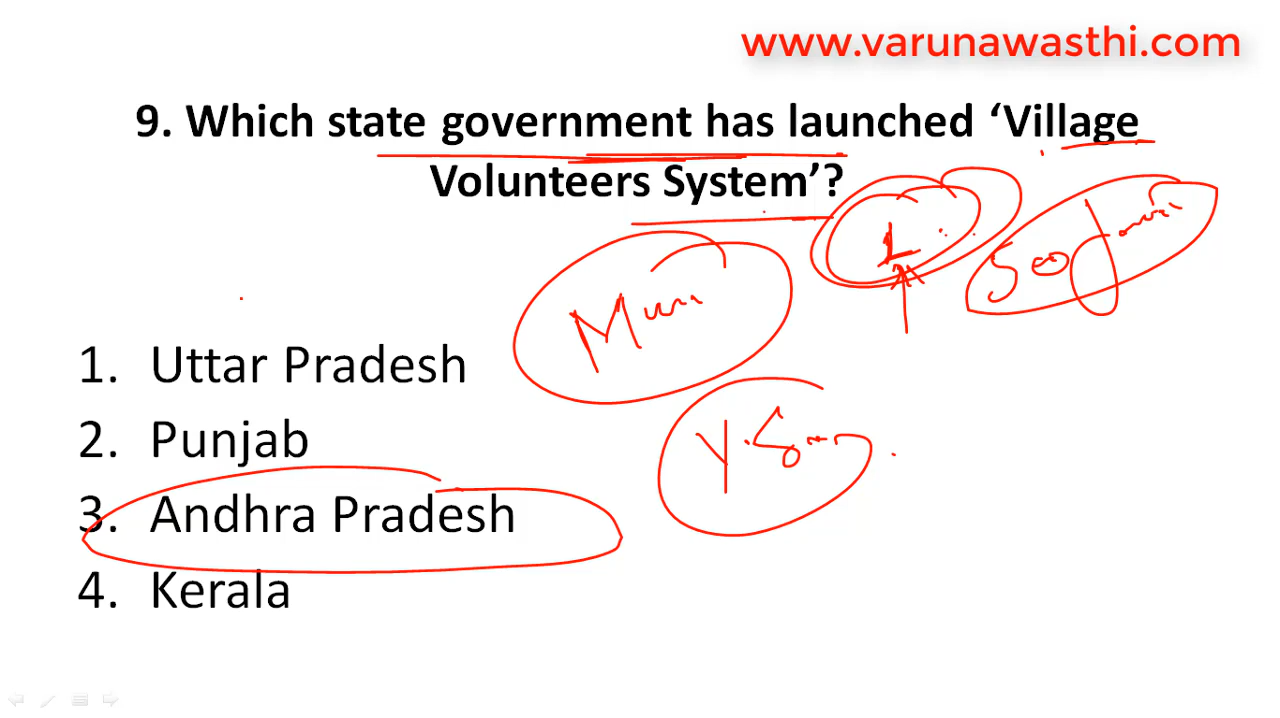 www.varunawasthi.com
9. Which state government has launched ‘Village
Volunteers System’?
1. Uttar Pradesh
2. Punjab
3. Andhra Pradesh
4. Kerala